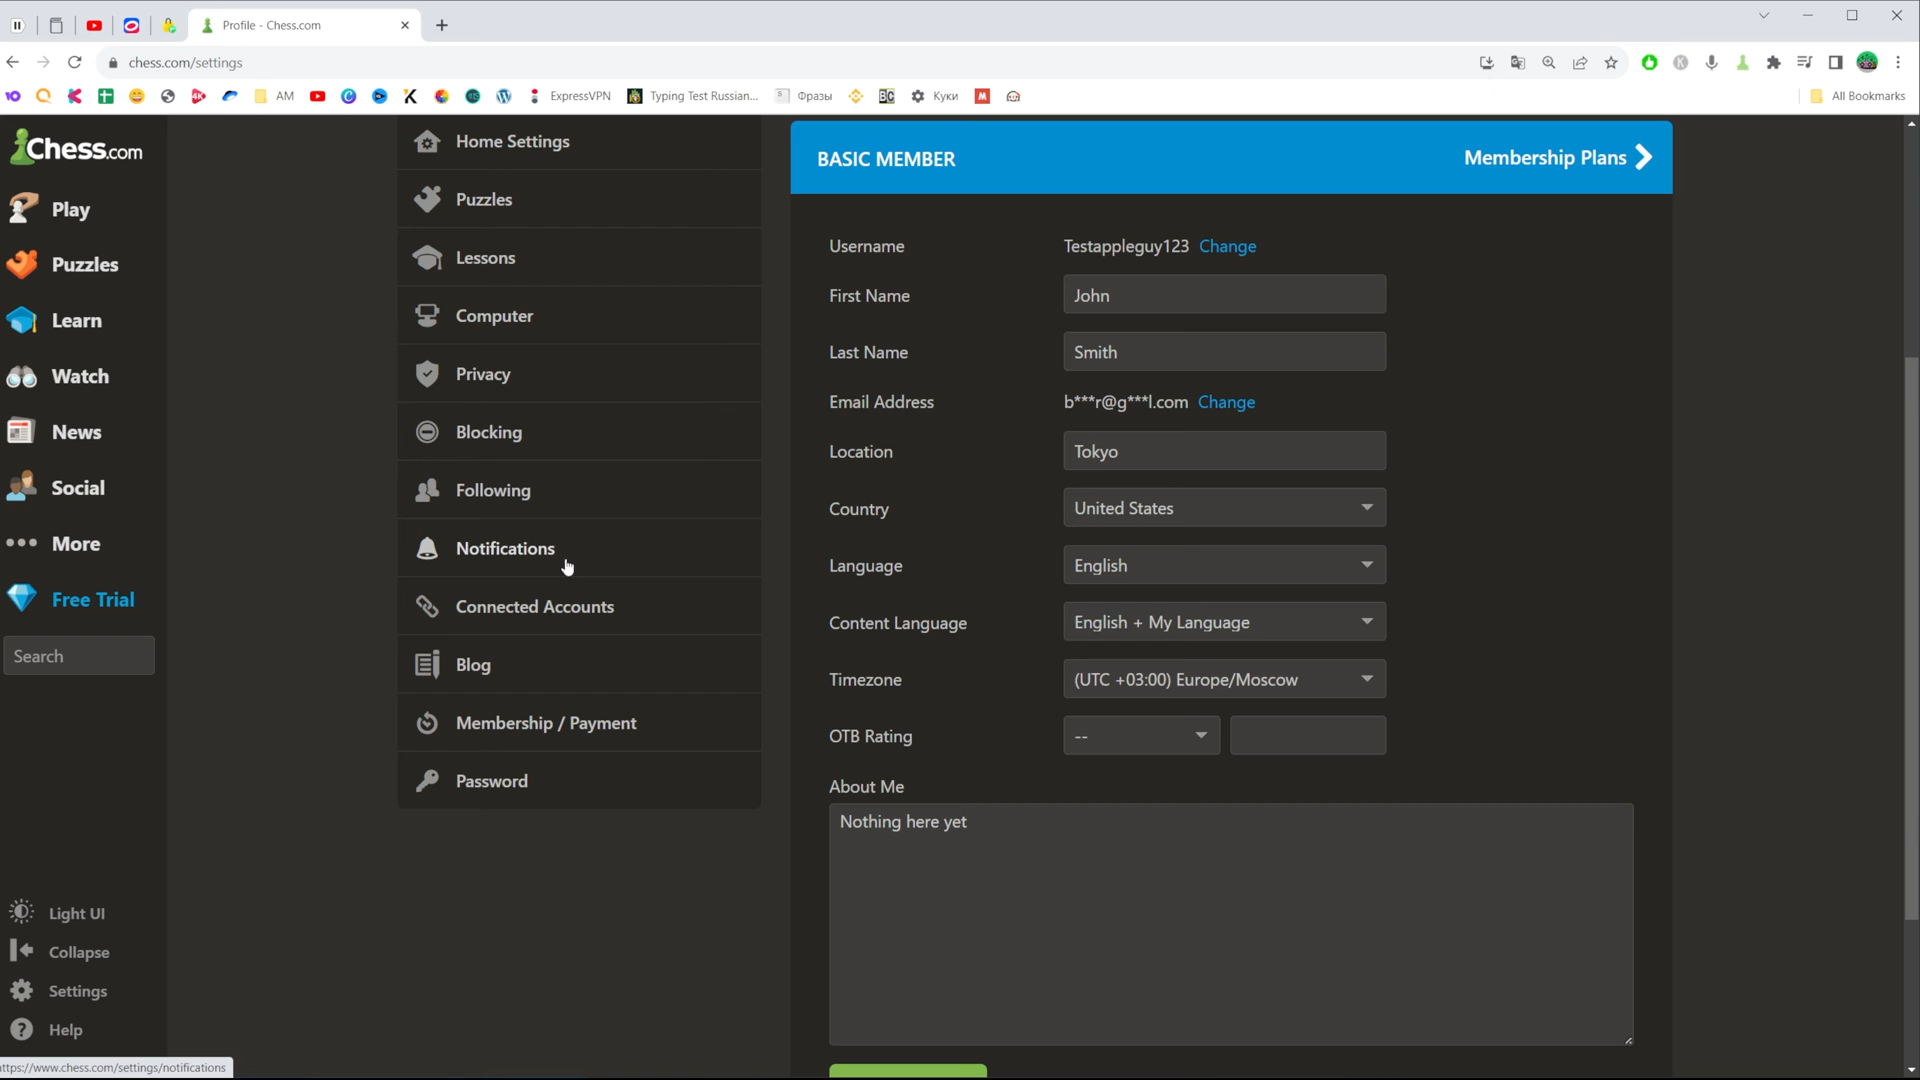 Profile - Chess.com
chess.com/settings
AM
ExpressVPN
Typing Test Russian...
Фразы
BC
Куки
M
All Bookmarks
Chess.com
Play
Puzzles
Learn
Watch
News
Social
More
Free Trial
Search
Light UI
Collapse
Settings
Help
Home Settings
Puzzles
Lessons
Computer
Privacy
Blocking
Following
Notifications
Connected Accounts
Blog
Membership / Payment
Password
BASIC MEMBER
Membership Plans
Username Testappleguy123 Change
First Name John
Last Name Smith
Email Address b***r@g***l.com Change
Location Tokyo
Country United States
Language English
Content Language English + My Language
Timezone (UTC +03:00) Europe/Moscow
OTB Rating --
About Me
Nothing here yet
ttps://www.chess.com/settings/notifications